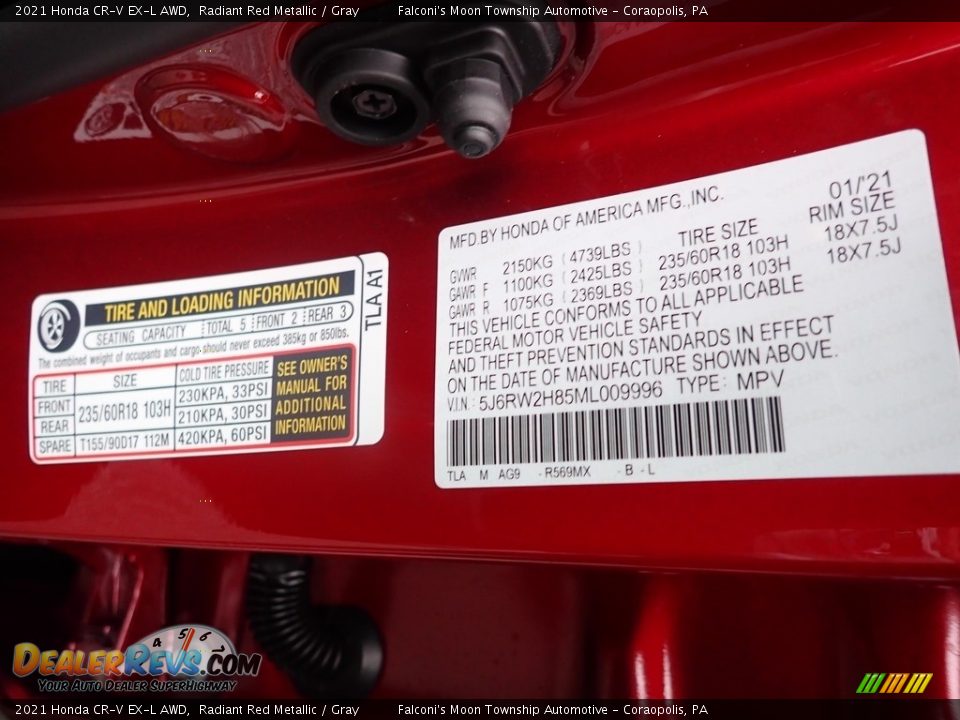 2021 Honda CR-V EX-L AWD, Radiant Red Metallic / Gray Falconi's Moon Township Automotive - Coraopolis, PA
TIRE AND LOADING INFORMATION
SEATING CAPACITY TOTAL 5 FRONT 2 REAR 3
The combined weight of occupants and cargo should never exceed 385kg or 850lbs.
TIRE SIZE COLD TIRE PRESSURE
FRONT 235/60R18 103H 230KPA, 33PSI
REAR 210KPA, 30PSI
SPARE T155/90D17 112M 420KPA, 60PSI
SEE OWNER'S
MANUAL FOR
ADDITIONAL
INFORMATION
TLA A1
MFD.BY HONDA OF AMERICA MFG.,INC. 01/'21
TIRE SIZE RIM SIZE
GVWR 2150KG ( 4739LBS )
GAWR F 1100KG ( 2425LBS ) 235/60R18 103H 18X7.5J
GAWR R 1075KG ( 2369LBS ) 235/60R18 103H 18X7.5J
THIS VEHICLE CONFORMS TO ALL APPLICABLE
FEDERAL MOTOR VEHICLE SAFETY
AND THEFT PREVENTION STANDARDS IN EFFECT
ON THE DATE OF MANUFACTURE SHOWN ABOVE.
V.I.N.: 5J6RW2H85ML009996 TYPE: MPV
TLA M AG9 -R569MX -B -L
4 5 6
DEALERREVS.COM
YOUR AUTO DEALER SUPERHIGHWAY
2021 Honda CR-V EX-L AWD, Radiant Red Metallic / Gray Falconi's Moon Township Automotive - Coraopolis, PA